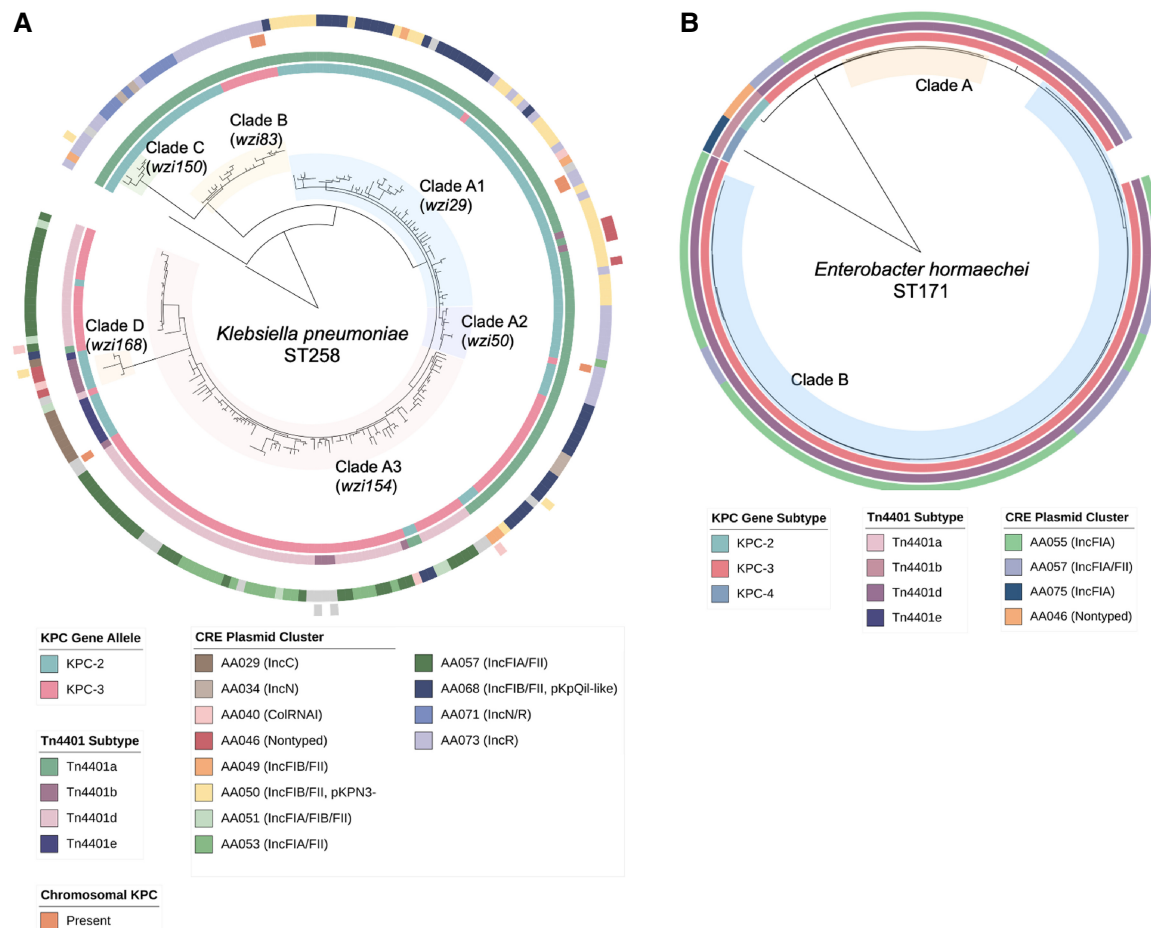 A
B
Clade B
(wzi83)
Clade C
(wzi150)
Clade A1
(wzi29)
Klebsiella pneumoniae
ST258
Clade A2
(wzi50)
Clade D
(wzi168)
Clade A3
(wzi154)
Clade A
Enterobacter hormaechei
ST171
Clade B
KPC Gene Subtype
KPC-2
KPC-3
KPC-4
Tn4401 Subtype
Tn4401a
Tn4401b
Tn4401d
Tn4401e
CRE Plasmid Cluster
AA055 (IncFIA)
AA057 (IncFIA/FII)
AA075 (IncFIA)
AA046 (Nontyped)
KPC Gene Allele
KPC-2
KPC-3
Tn4401 Subtype
Tn4401a
Tn4401b
Tn4401d
Tn4401e
Chromosomal KPC
Present
CRE Plasmid Cluster
AA029 (IncC)
AA034 (IncN)
AA040 (ColRNAI)
AA046 (Nontyped)
AA049 (IncFIB/FII)
AA050 (IncFIB/FII, pKPN3-
AA051 (IncFIA/FIB/FII)
AA053 (IncFIA/FII)
AA057 (IncFIA/FII)
AA068 (IncFIB/FII, pKpQil-like)
AA071 (IncN/R)
AA073 (IncR)